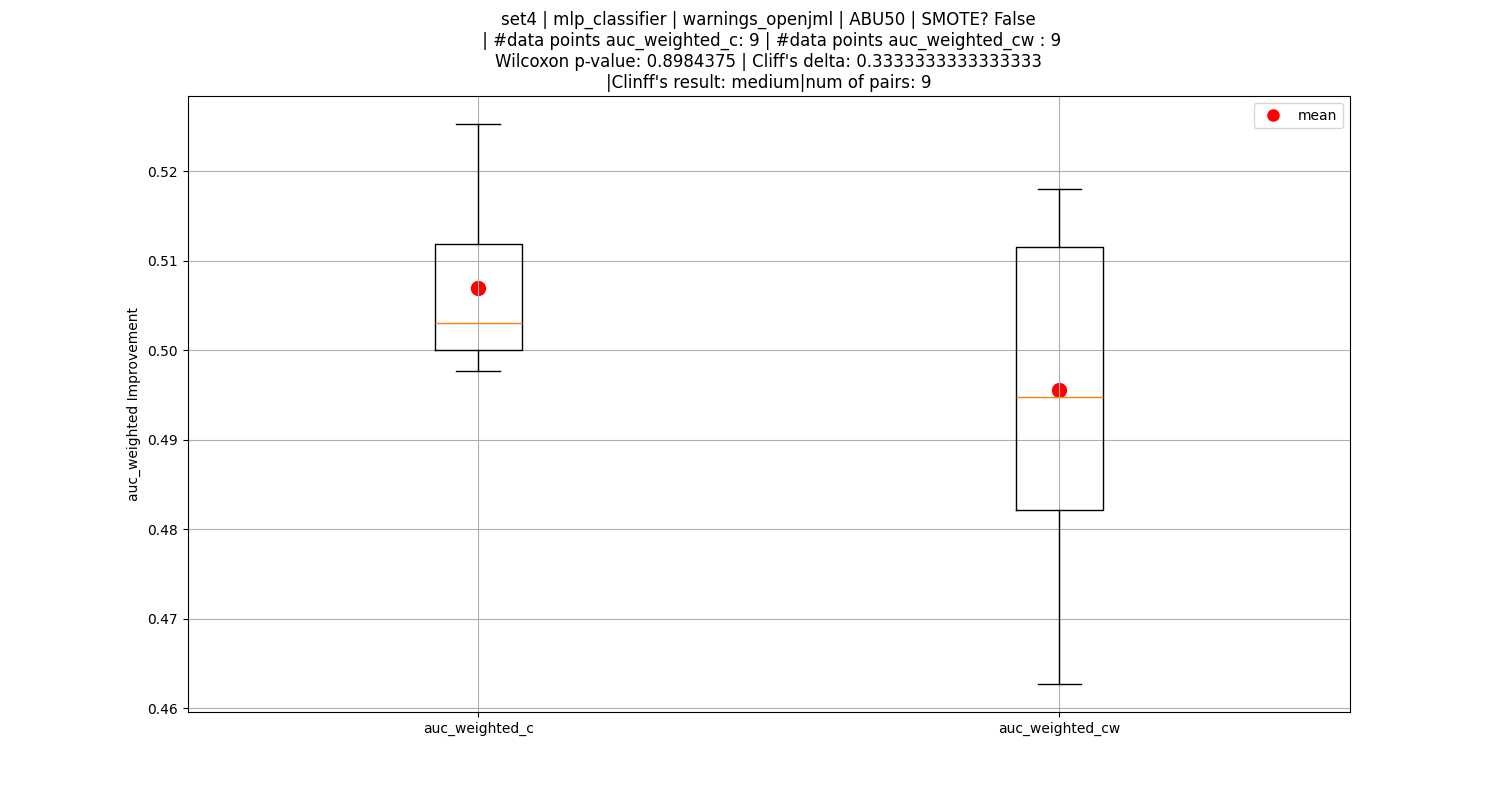 set4 | mlp_classifier | warnings_openjml | ABU50 | SMOTE? False
| #data points auc_weighted_c: 9 | #data points auc_weighted_cw : 9
Wilcoxon p-value: 0.8984375 | Cliff's delta: 0.3333333333333333
|Clinff's result: medium|num of pairs: 9
mean
auc_weighted Improvement
0.52
0.51
0.50
0.49
0.48
0.47
0.46
auc_weighted_c
auc_weighted_cw